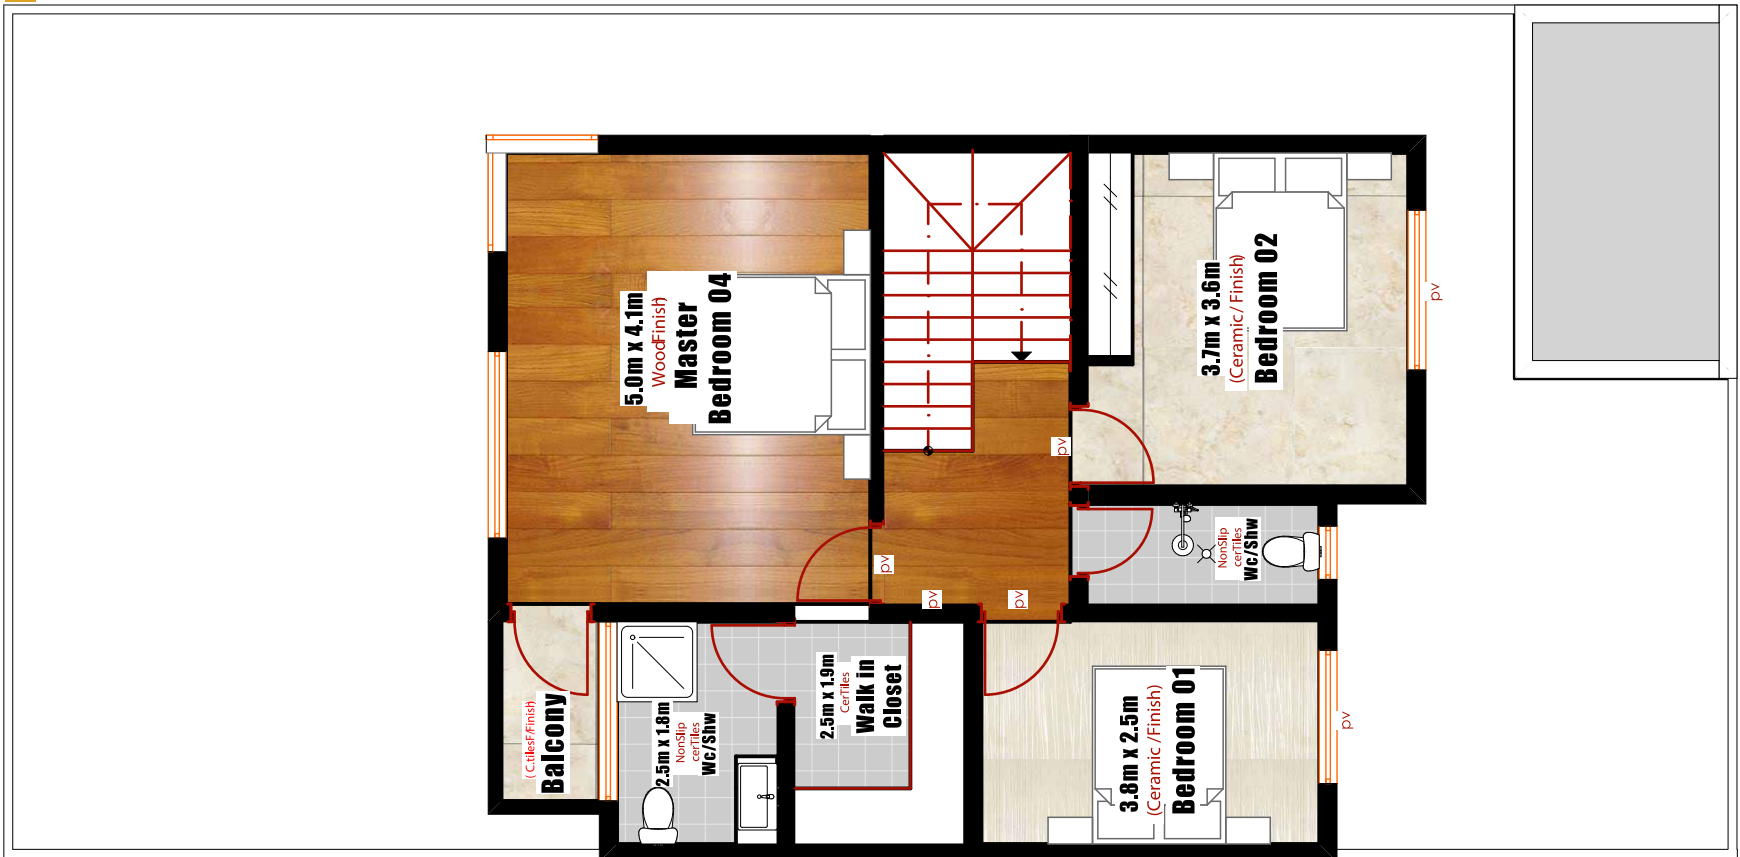 5.0m x 4.1m
WoodFinish)
Master
Bedroom 04
3.7m x 3.6m
(Ceramic / Finish)
Bedroom 02
pv
pv
pv
pv
pv
NonSlip
cerTiles
Wc/Shw
( C.tilesF/Finish)
Balcony
2.5m x 1.8m
NonSlip
cerTiles
Wc/Shw
2.5m x 1.9m
CerTiles
Walk in
Closet
3.8m x 2.5m
(Ceramic /Finish)
Bedroom 01
pv